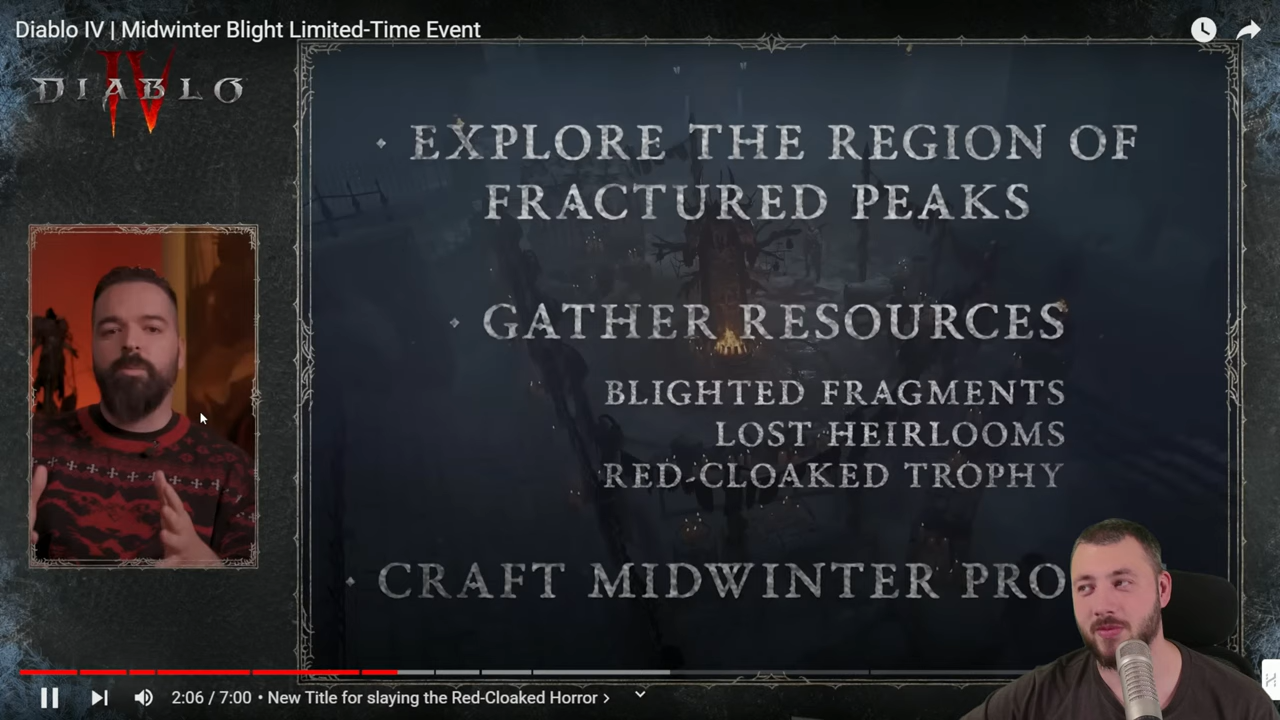 Diablo IV | Midwinter Blight Limited-Time Event
DIABLO
IV
EXPLORE THE REGION OF
FRACTURED PEAKS
GATHER RESOURCES
BLIGHTED FRAGMENTS
LOST HEIRLOOMS
RED-CLOAKED TROPHY
CRAFT MIDWINTER PRO
2:06 / 7:00 • New Title for slaying the Red-Cloaked Horror >